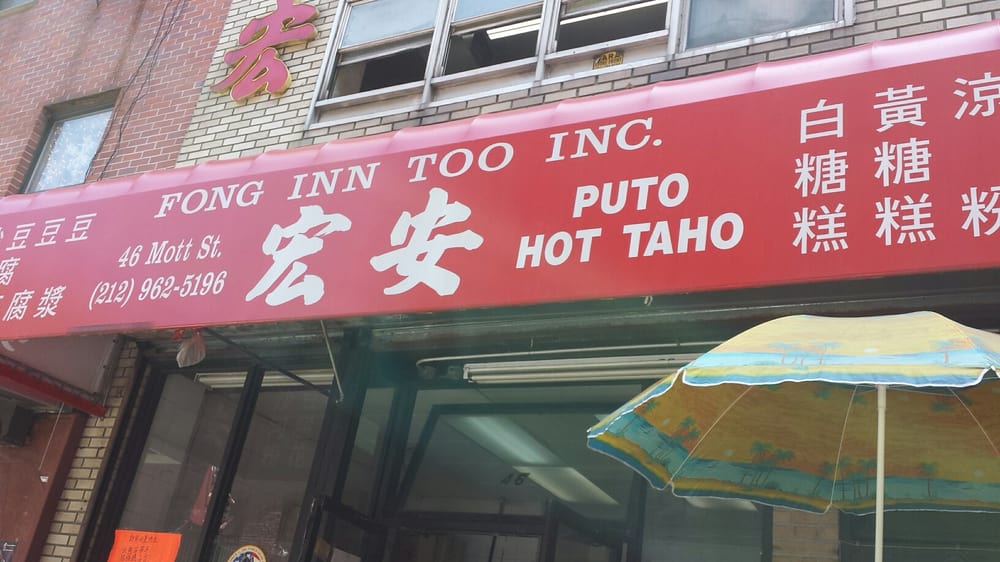 宏
FONG INN TOO INC.
46 Mott St.
(212) 962-5196
宏安
PUTO
HOT TAHO
白糖糕
黃糖糕
涼粉
豆豆豆
腐
腐漿
46